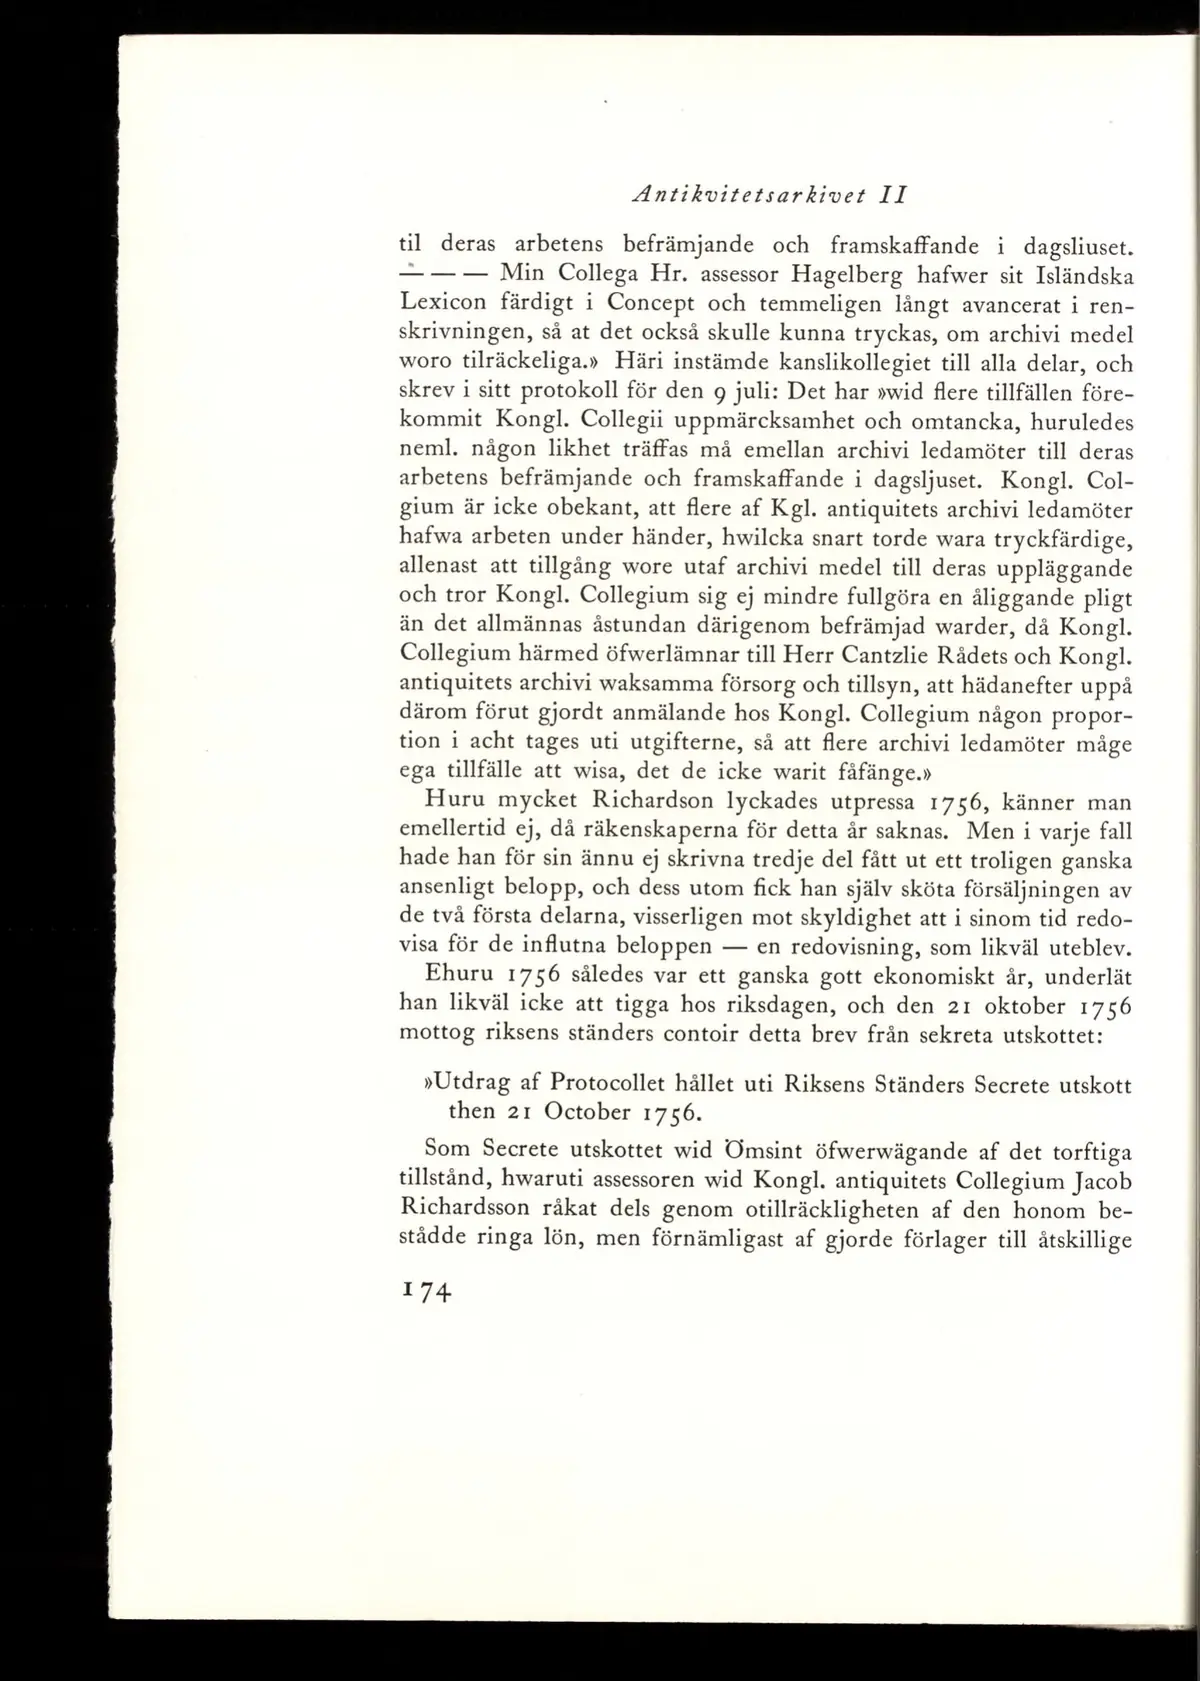 Antikvitetsarkivet II
til deras arbetens befrämjande och framskaffande i dagsliuset.
— — — Min Collega Hr. assessor Hagelberg hafwer sit Isländska
Lexicon färdigt i Concept och temmeligen långt avancerat i ren-
skrivningen, så at det också skulle kunna tryckas, om archivi medel
woro tilräckeliga.» Häri instämde kanslikollegiet till alla delar, och
skrev i sitt protokoll för den 9 juli: Det har »wid flere tillfällen före-
kommit Kongl. Collegii uppmärcksamhet och omtancka, huruledes
neml. någon likhet träffas må emellan archivi ledamöter till deras
arbetens befrämjande och framskaffande i dagsljuset. Kongl. Col-
gium är icke obekant, att flere af Kgl. antiquitets archivi ledamöter
hafwa arbeten under händer, hwilcka snart torde wara tryckfärdige,
allenast att tillgång wore utaf archivi medel till deras uppläggande
och tror Kongl. Collegium sig ej mindre fullgöra en åliggande pligt
än det allmännas åstundan därigenom befrämjad warder, då Kongl.
Collegium härmed öfwerlämnar till Herr Cantzlie Rådets och Kongl.
antiquitets archivi waksamma försorg och tillsyn, att hädanefter uppå
därom förut gjordt anmälande hos Kongl. Collegium någon propor-
tion i acht tages uti utgifterne, så att flere archivi ledamöter måge
ega tillfälle att wisa, det de icke warit fåfänge.»
Huru mycket Richardson lyckades utpressa 1756, känner man
emellertid ej, då räkenskaperna för detta år saknas. Men i varje fall
hade han för sin ännu ej skrivna tredje del fått ut ett troligen ganska
ansenligt belopp, och dess utom fick han själv sköta försäljningen av
de två första delarna, visserligen mot skyldighet att i sinom tid redo-
visa för de influtna beloppen — en redovisning, som likväl uteblev.
Ehuru 1756 således var ett ganska gott ekonomiskt år, underlät
han likväl icke att tigga hos riksdagen, och den 21 oktober 1756
mottog riksens ständers contoir detta brev från sekreta utskottet:
»Utdrag af Protocollet hållet uti Riksens Ständers Secrete utskott
then 21 October 1756.
Som Secrete utskottet wid Ömsint öfwerwägande af det torftiga
tillstånd, hwaruti assessoren wid Kongl. antiquitets Collegium Jacob
Richardsson råkat dels genom otillräckligheten af den honom be-
stådde ringa lön, men förnämligast af gjorde förlager till åtskillige
174